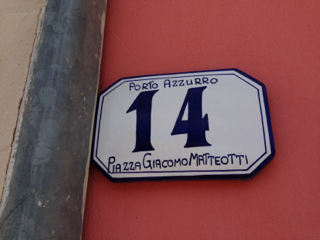 PORTO AZZURRO
14
PIAZZA GIACOMO MATTEOTTI